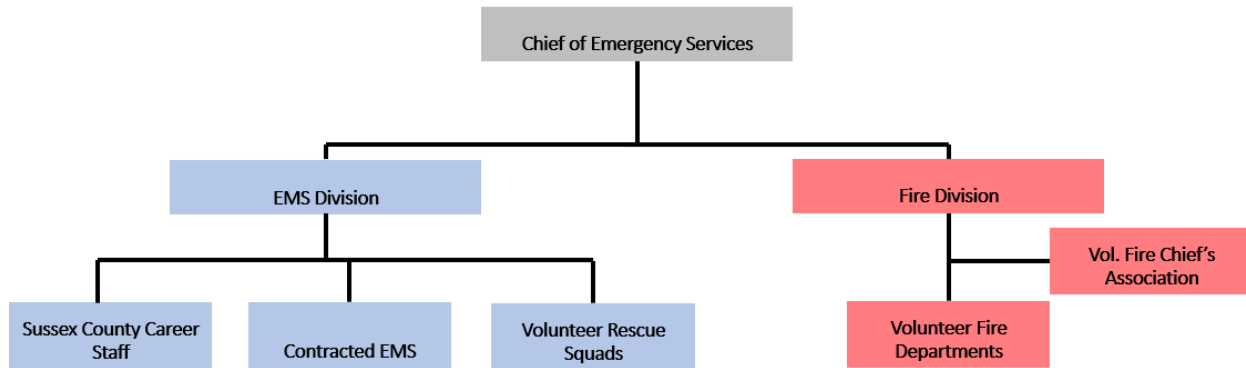 Chief of Emergency Services
EMS Division
Fire Division
Vol. Fire Chief’s
Association
Sussex County Career
Staff
Contracted EMS
Volunteer Rescue
Squads
Volunteer Fire
Departments